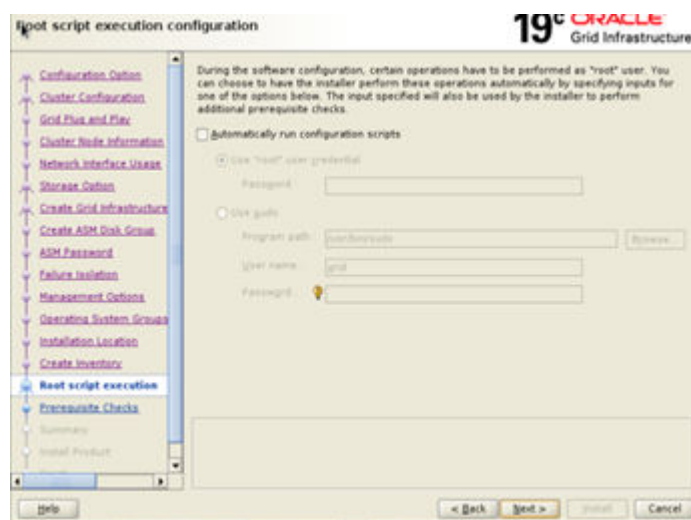 Root script execution configuration
19c ORACLE
Grid Infrastructure
Configuration Option
Cluster Configuration
Grid Plug and Play
Cluster Node Information
Network Interface Usage
Storage Option
Create Grid Infrastructure
Create ASM Disk Group
ASM Password
Failure Isolation
Management Options
Operating System Groups
Installation Location
Create Inventory
Root script execution
Prerequisite Checks
Summary
Install Product
During the software configuration, certain operations have to be performed as "root" user. You
can choose to have the installer perform these operations automatically by specifying inputs for
one of the options below. The input specified will also be used by the installer to perform
additional prerequisite checks.
Automatically run configuration scripts
Use "root" user credential
Password :
Use sudo
Program path :
Browse...
User name :
grid
Password :
Help
< Back
Next >
Install
Cancel